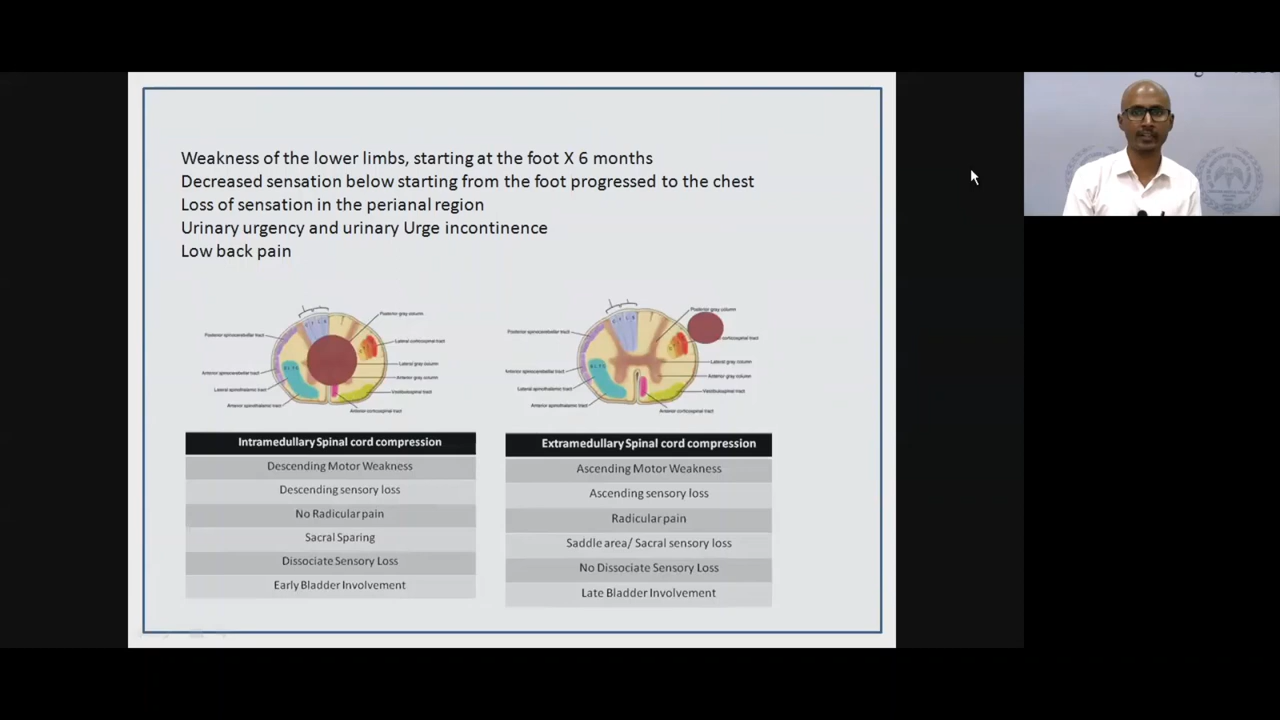 Weakness of the lower limbs, starting at the foot X 6 months
Decreased sensation below starting from the foot progressed to the chest
Loss of sensation in the perianal region
Urinary urgency and urinary Urge incontinence
Low back pain
Posterior gray column
Posterior spinocerebellar tract
Lateral corticospinal tract
Lateral gray column
Anterior spinocerebellar tract
Anterior gray column
Lateral spinothalamic tract
Vestibulospinal tract
Anterior spinothalamic tract
Anterior corticospinal tract
Posterior gray column
Posterior spinocerebellar tract
corticospinal tract
Lateral gray column
Anterior spinocerebellar tract
Anterior gray column
Lateral spinothalamic tract
Vestibulospinal tract
Anterior spinothalamic tract
Anterior corticospinal tract
Intramedullary Spinal cord compression
Descending Motor Weakness
Descending sensory loss
No Radicular pain
Sacral Sparing
Dissociate Sensory Loss
Early Bladder Involvement
Extramedullary Spinal cord compression
Ascending Motor Weakness
Ascending sensory loss
Radicular pain
Saddle area/ Sacral sensory loss
No Dissociate Sensory Loss
Late Bladder Involvement